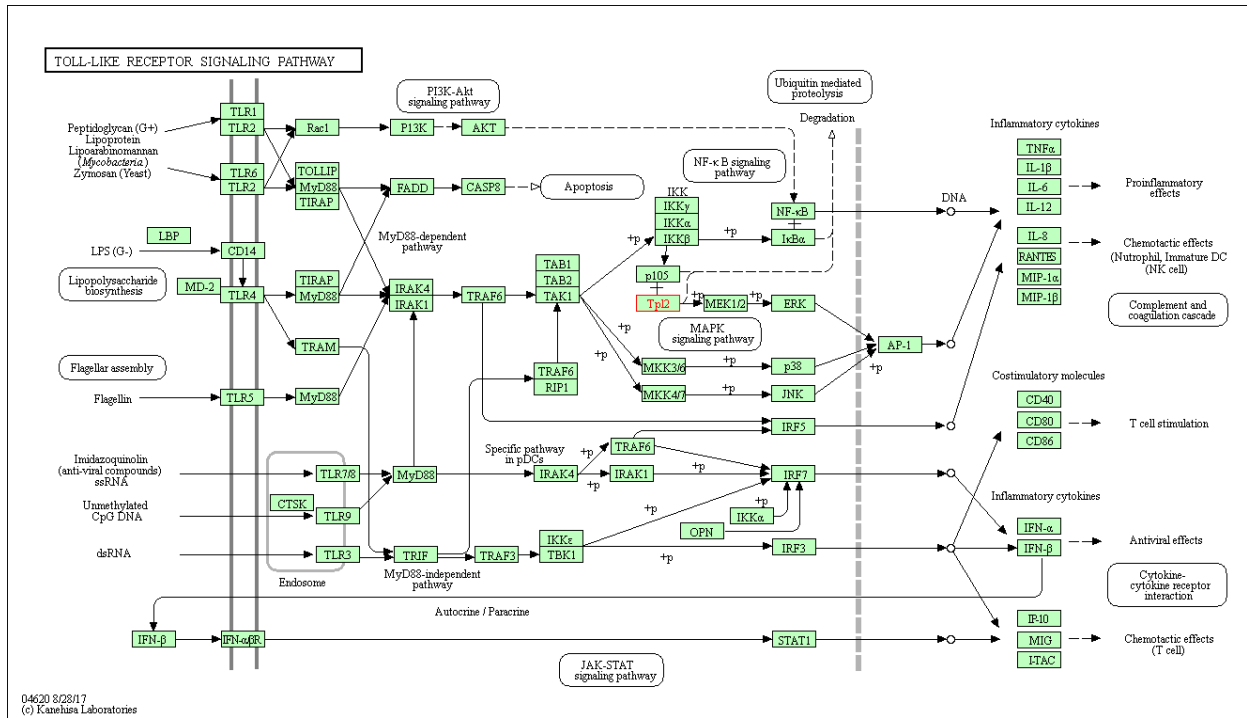 TOLL-LIKE RECEPTOR SIGNALING PATHWAY
PI3K-Akt
signaling pathway
Ubiquitin mediated
proteolysis
Degradation
TLR1
TLR2
Peptidoglycan (G+)
Lipoprotein
Lipoarabinomannan
(Mycobacteria)
Zymosan (Yeast)
Rac1
P13K
AKT
Inflammatory cytokines
TNFα
IL-1β
IL-6
IL-12
Proinflammatory
effects
NF-κ B signaling
pathway
TLR6
TLR2
TOLLIP
MyD88
TIRAP
FADD
CASP8
Apoptosis
IKK
IKKγ
IKKα
IKKβ
NF-κB
IκBα
DNA
+p
+p
MyD88-dependent
pathway
LBP
LPS (G-)
CD14
IL-8
RANTES
MIP-1α
MIP-1β
Chemotactic effects
(Nutrophil, Immature DC
(NK cell)
Lipopolysaccharide
biosynthesis
MD-2
TLR4
TIRAP
MyD88
IRAK4
IRAK1
TRAF6
TAB1
TAB2
TAK1
p105
Tpl2
+p
MEK1/2
+p
ERK
Complement and
coagulation cascade
MAPK
signaling pathway
TRAM
+p
+p
AP-1
Flagellar assembly
TRAF6
RIP1
MKK3/6
+p
p38
+p
Flagellin
TLR5
MyD88
MKK4/7
+p
JNK
Costimulatory molecules
CD40
CD80
CD86
T cell stimulation
IRF5
Specific pathway
in pDCs
TRAF6
Imidazoquinolin
(anti-viral compounds)
ssRNA
TLR7/8
MyD88
IRAK4
+p
+p
IRAK1
+p
IRF7
Unmethylated
CpG DNA
CTSK
TLR9
Inflammatory cytokines
IFN-α
IFN-β
Antiviral effects
IKKα
+p
OPN
+p
dsRNA
TLR3
TRIF
TRAF3
IKKε
TBK1
+p
IRF3
Endosome
MyD88-independent
pathway
Cytokine-
cytokine receptor
interaction
Autocrine / Paracrine
IFN-β
IFN-αβR
STAT1
IP-10
MIG
I-TAC
Chemotactic effects
(T cell)
JAK-STAT
signaling pathway
04620 8/28/17
(c) Kanehisa Laboratories